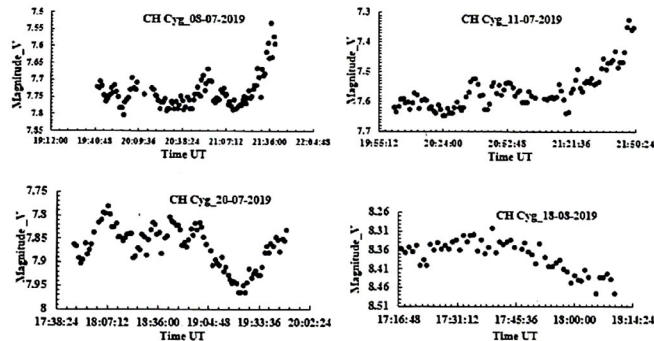 CH Cyg_08-07-2019
7.5
7.55
7.6
7.65
7.7
7.75
7.8
7.85
Magnitude_V
19:12:00 19:40:48 20:09:36 20:38:24 21:07:12 21:36:00 22:04:48
Time UT
CH Cyg_11-07-2019
7.3
7.4
7.5
7.6
7.7
Magnitude_V
19:55:12 20:24:00 20:52:48 21:21:36 21:50:24
Time UT
CH Cyg_20-07-2019
7.75
7.8
7.85
7.9
7.95
8
Magnitude_V
17:38:24 18:07:12 18:36:00 19:04:48 19:33:36 20:02:24
Time UT
CH Cyg_18-08-2019
8.26
8.31
8.36
8.41
8.46
8.51
Magnitude_V
17:16:48 17:31:12 17:45:36 18:00:00 18:14:24
Time UT